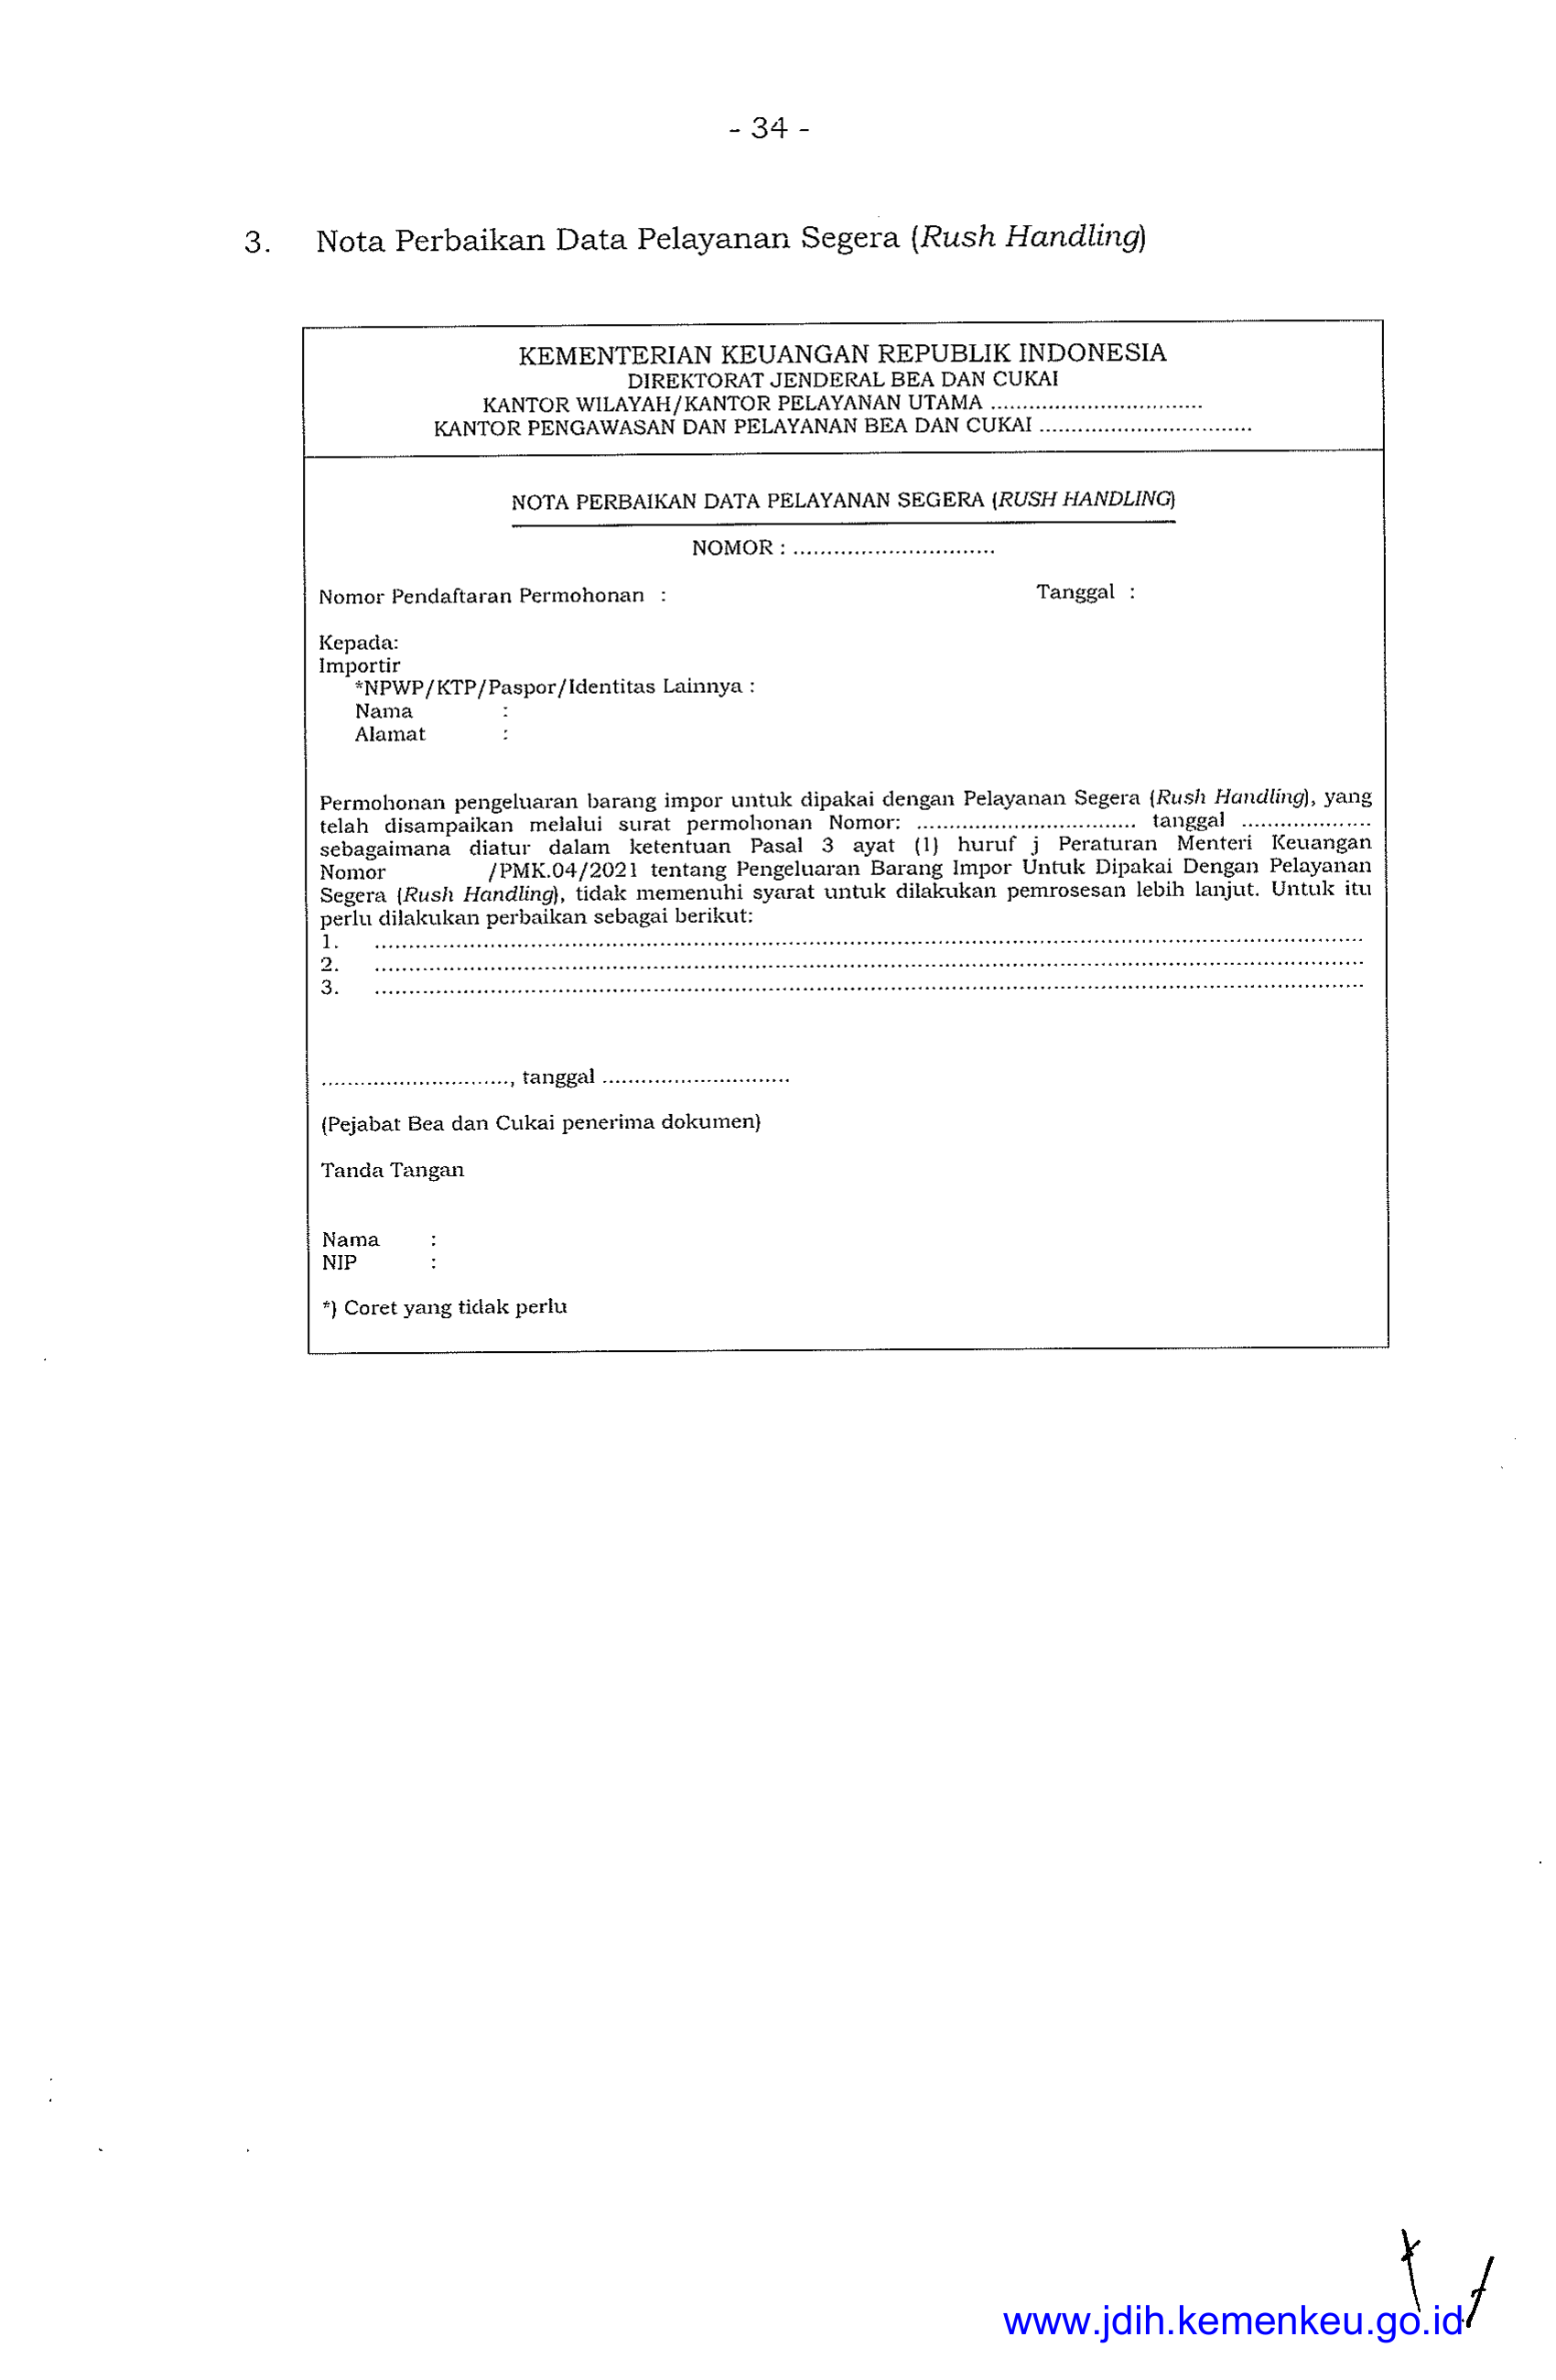 - 34 -
3. Nota Perbaikan Data Pelayanan Segera (Rush Handling)
KEMENTERIAN KEUANGAN REPUBLIK INDONESIA
DIREKTORAT JENDERAL BEA DAN CUKAI
KANTOR WILAYAH/KANTOR PELAYANAN UTAMA ................................
KANTOR PENGAWASAN DAN PELAYANAN BEA DAN CUKAI ................................
NOTA PERBAIKAN DATA PELAYANAN SEGERA (RUSH HANDLING)
NOMOR : ..............................
Nomor Pendaftaran Permohonan : Tanggal :
Kepada:
Importir
*NPWP/KTP/Paspor/Identitas Lainnya :
Nama :
Alamat :
Permohonan pengeluaran barang impor untuk dipakai dengan Pelayanan Segera (Rush Handling), yang
telah disampaikan melalui surat permohonan Nomor: ................................ tanggal ...................
sebagaimana diatur dalam ketentuan Pasal 3 ayat (1) huruf j Peraturan Menteri Keuangan
Nomor /PMK.04/2021 tentang Pengeluaran Barang Impor Untuk Dipakai Dengan Pelayanan
Segera (Rush Handling), tidak memenuhi syarat untuk dilakukan pemrosesan lebih lanjut. Untuk itu
perlu dilakukan perbaikan sebagai berikut:
1. ................................................................................
2. ................................................................................
3. ................................................................................
............................, tanggal ............................
(Pejabat Bea dan Cukai penerima dokumen)
Tanda Tangan
Nama :
NIP :
*) Coret yang tidak perlu
www.jdih.kemenkeu.go.id